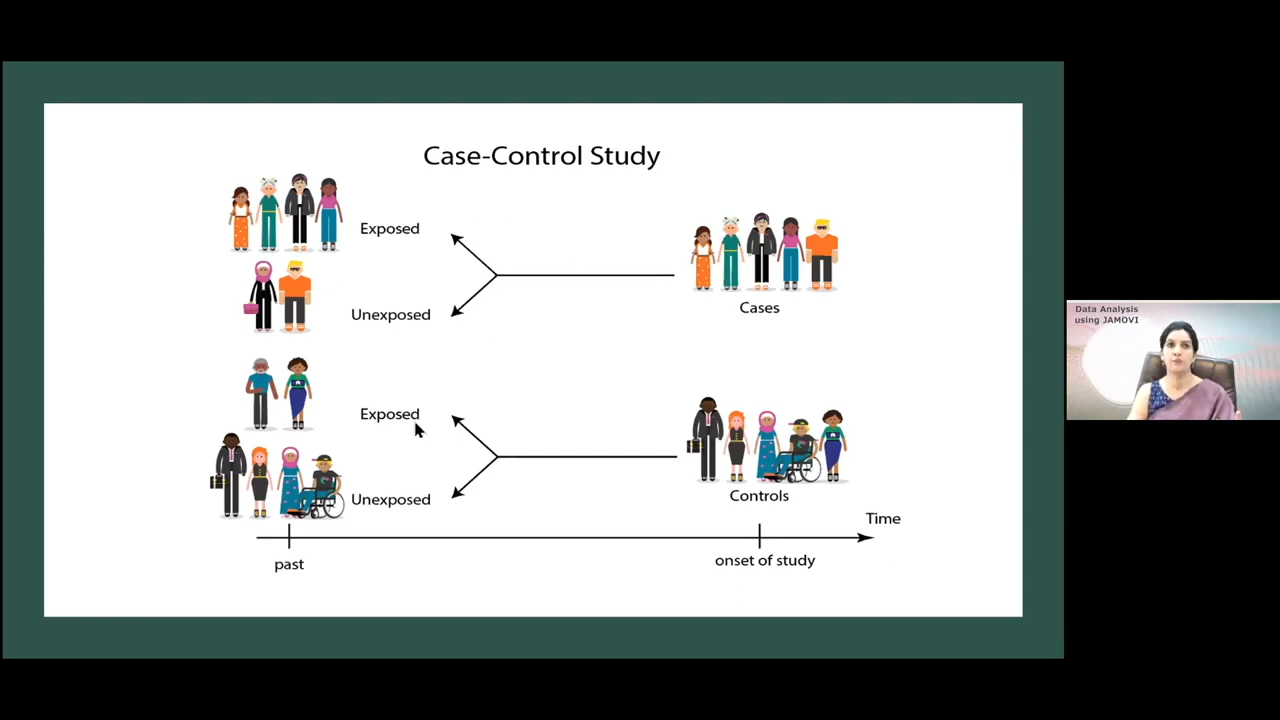 Case-Control Study
Exposed
Unexposed
Cases
Exposed
Unexposed
Controls
Time
past
onset of study
Data Analysis
using JAMOVI